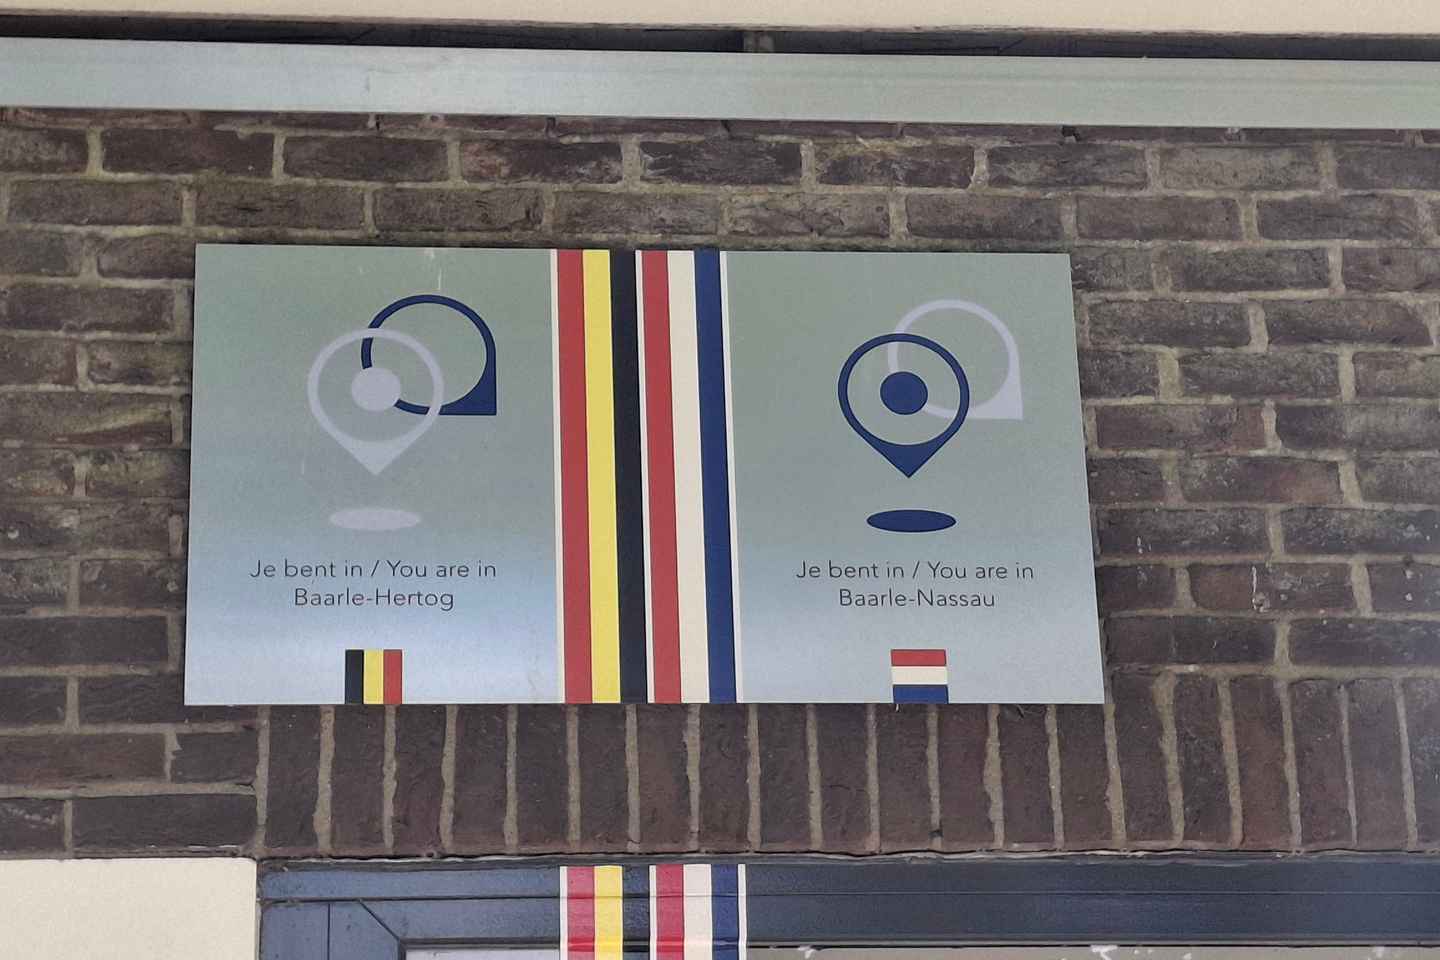 Je bent in / You are in
Baarle-Hertog
Je bent in / You are in
Baarle-Nassau